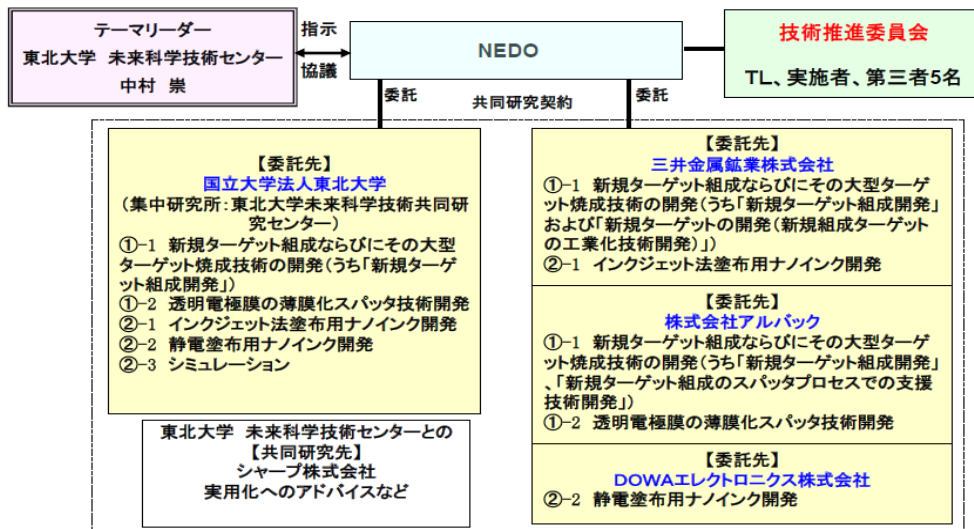 テーマリーダー
東北大学 未来科学技術センター
中村 崇
指示
協議
NEDO
技術推進委員会
TL、実施者、第三者5名
委託
共同研究契約
委託
【委託先】
国立大学法人東北大学
(集中研究所:東北大学未来科学技術共同研
究センター)
①-1 新規ターゲット組成ならびにその大型
ターゲット焼成技術の開発(うち「新規ターゲ
ット組成開発」)
①-2 透明電極膜の薄膜化スパッタ技術開発
②-1 インクジェット法塗布用ナノインク開発
②-2 静電塗布用ナノインク開発
②-3 シミュレーション
東北大学 未来科学技術センターとの
【共同研究先】
シャープ株式会社
実用化へのアドバイスなど
【委託先】
三井金属鉱業株式会社
①-1 新規ターゲット組成ならびにその大型ターゲ
ット焼成技術の開発(うち「新規ターゲット組成開発」
および「新規ターゲットの開発(新規組成ターゲット
の工業化技術開発)」)
②-1 インクジェット法塗布用ナノインク開発
【委託先】
株式会社アルバック
①-1 新規ターゲット組成ならびにその大型ターゲ
ット焼成技術の開発(うち「新規ターゲット組成開発」
、「新規ターゲット組成のスパッタプロセスでの支援
技術開発」)
①-2 透明電極膜の薄膜化スパッタ技術開発
【委託先】
DOWAエレクトロニクス株式会社
②-2 静電塗布用ナノインク開発